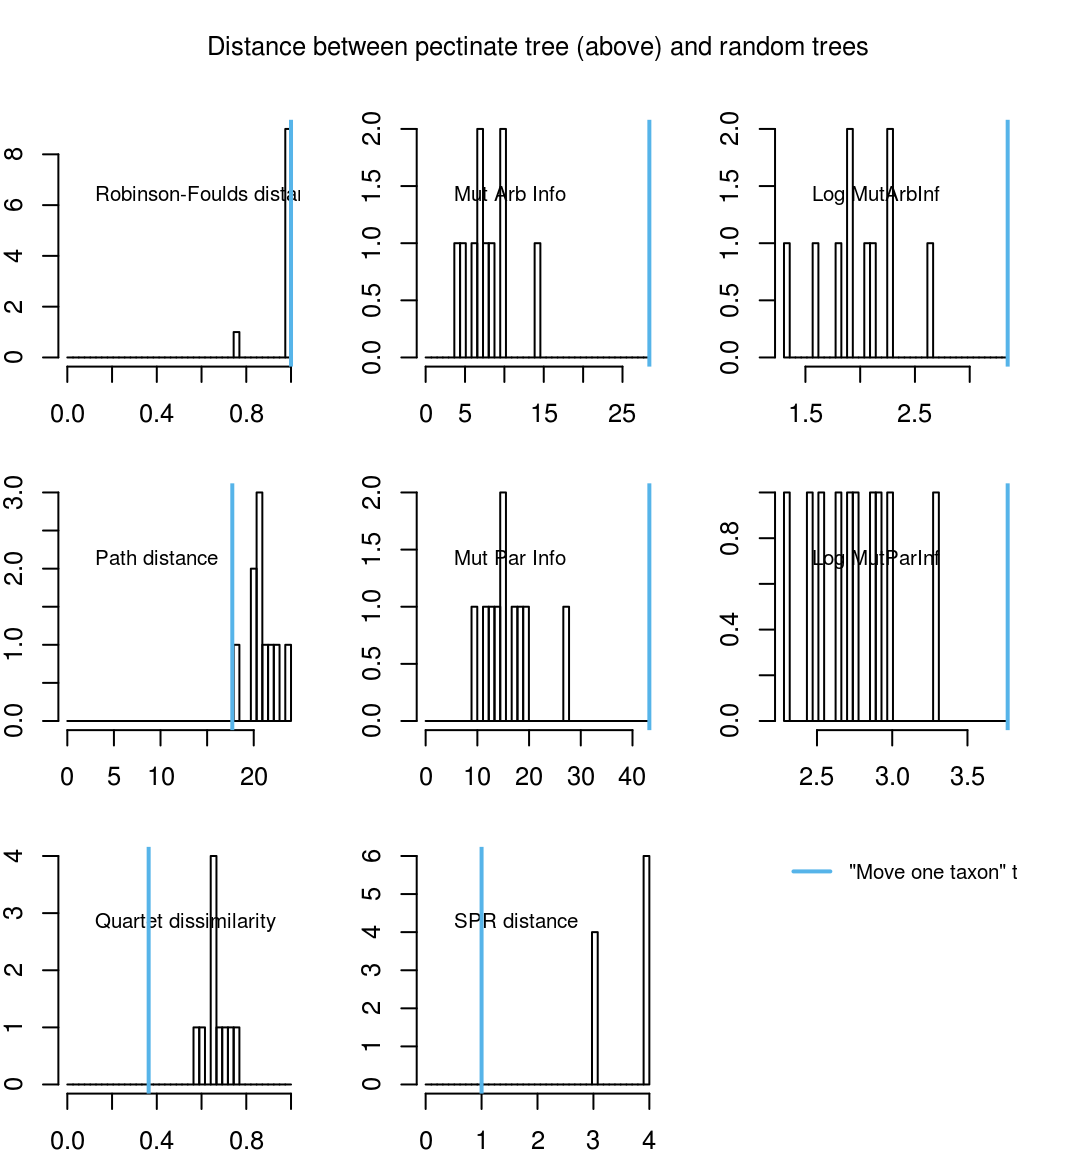 Distance between pectinate tree (above) and random trees
0 2 4 6 8
Robinson-Foulds distar
0.0 0.4 0.8
0.0 0.5 1.0 1.5 2.0
Mut Arb Info
0 5 15 25
0.0 0.5 1.0 1.5 2.0
Log MutArbInf
1.5 2.5
0.0 1.0 2.0 3.0
Path distance
0 5 10 20
0.0 0.5 1.0 1.5 2.0
Mut Par Info
0 10 20 30 40
0.0 0.4 0.8
Log MutParInf
2.5 3.0 3.5
0 1 2 3 4
Quartet dissimilarity
0.0 0.4 0.8
0 1 2 3 4 5 6
SPR distance
0 1 2 3 4
"Move one taxon" t